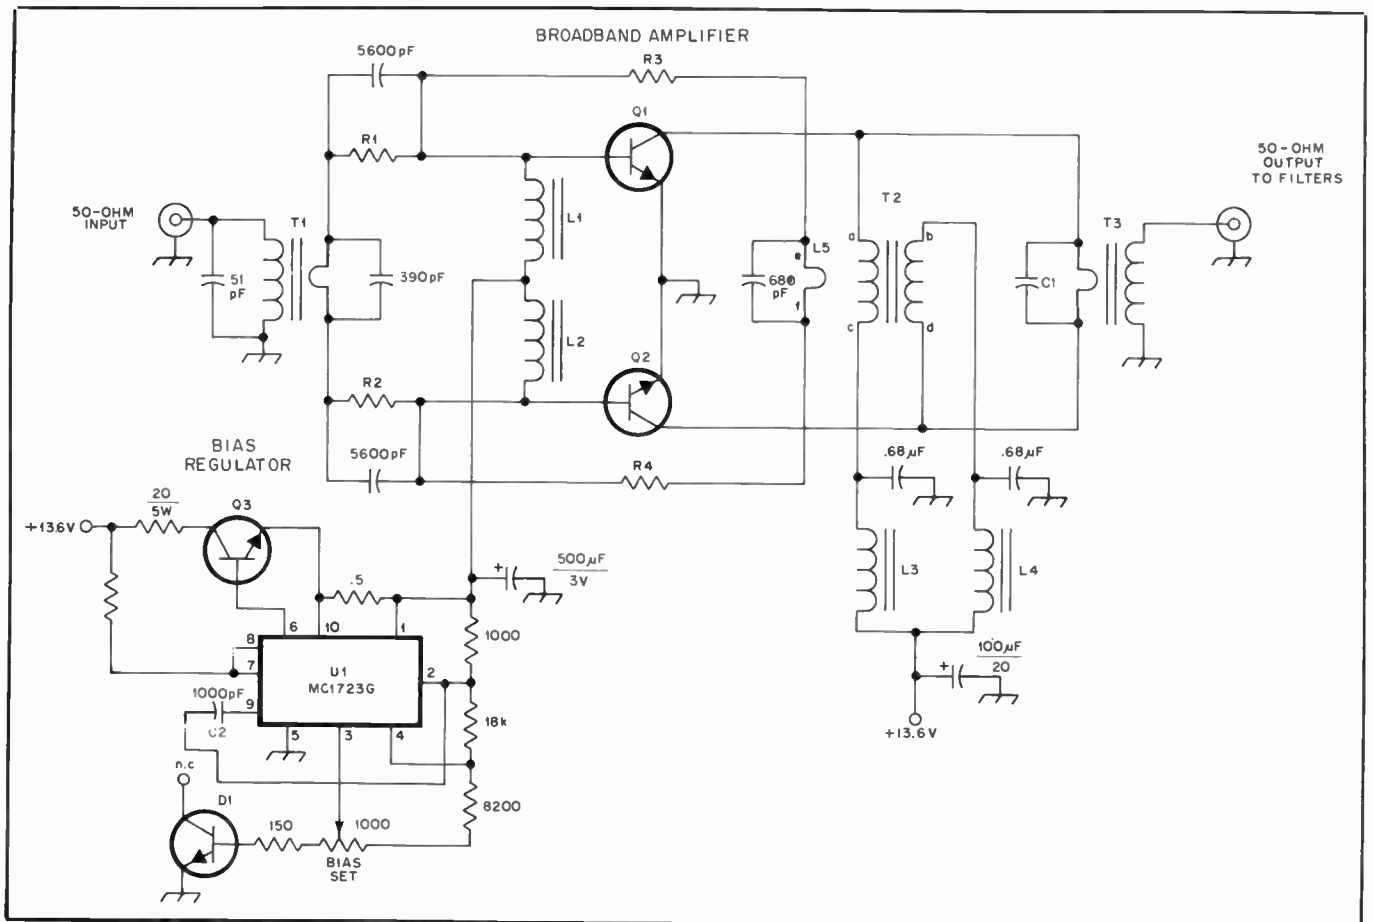 BROADBAND AMPLIFIER
5600pF
R3
Q1
R1
50-OHM
OUTPUT
TO FILTERS
50-OHM
INPUT
T1
L1
T2
T3
L5
a
b
e
51
pF
390pF
680
pF
C1
f
c
d
L2
Q2
R2
BIAS
REGULATOR
5600pF
R4
.68µF
.68µF
20
5W
Q3
+13.6V
.5
+
500µF
3V
L3
L4
6
10
1
1000
8
7
U1
MC1723G
2
+
100µF
20
1000pF
9
C2
5
3
4
18k
+13.6V
n.c
D1
8200
150
1000
BIAS
SET